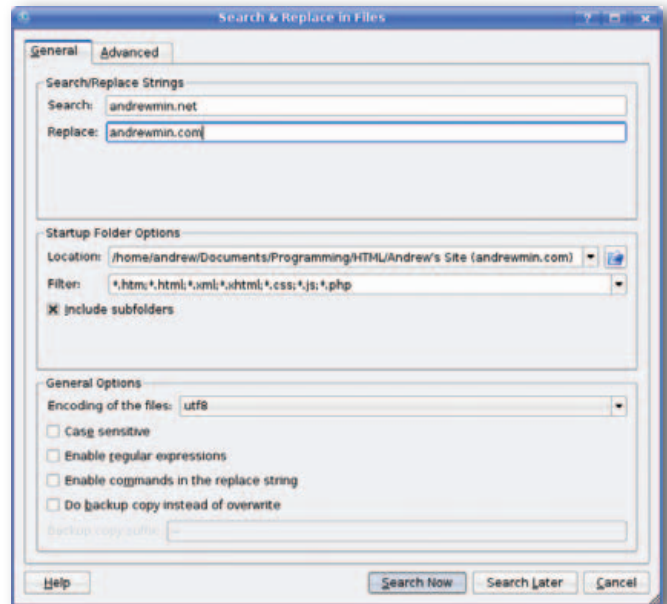 Search & Replace in Files
General Advanced
Search/Replace Strings
Search: andrewmin.net
Replace: andrewmin.com
Startup Folder Options
Location: /home/andrew/Documents/Programming/HTML/Andrew's Site (andrewmin.com)
Filter: *.htm;*.html;*.xml;*.xhtml;*.css;*.js;*.php
Include subfolders
General Options
Encoding of the files: utf8
Case sensitive
Enable regular expressions
Enable commands in the replace string
Do backup copy instead of overwrite
Backup copy suffix:
Help Search Now Search Later Cancel